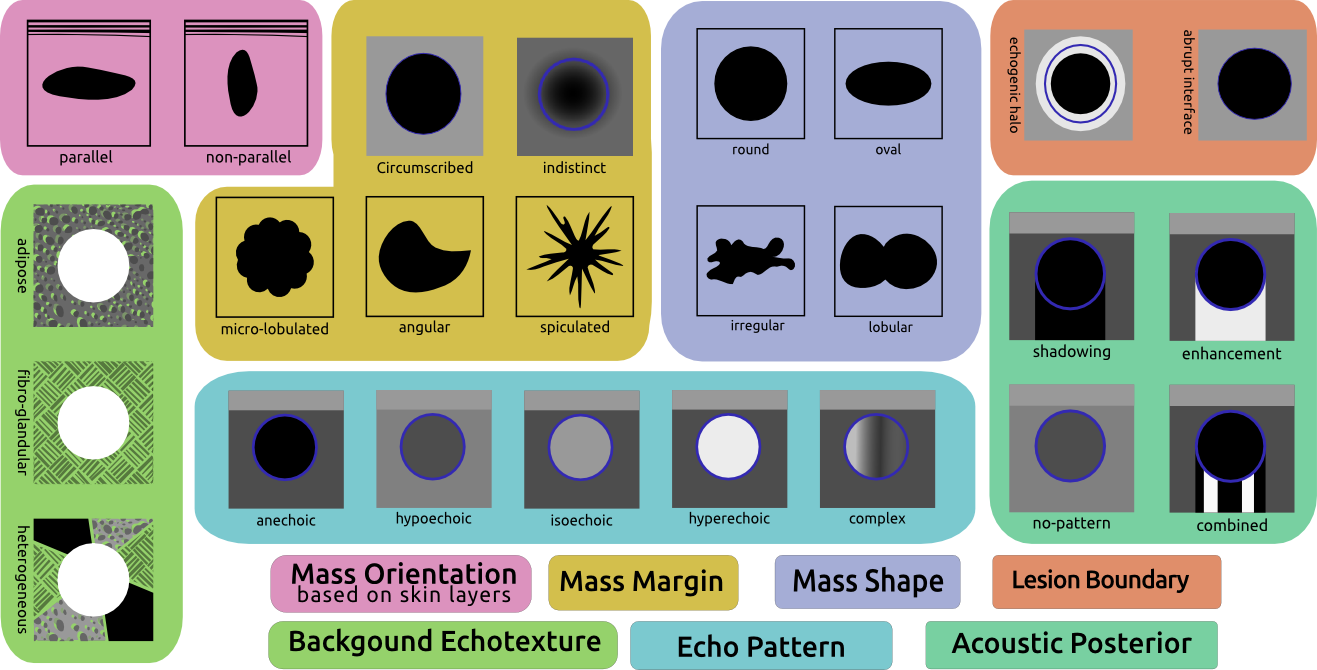 parallel
non-parallel
Circumscribed
indistinct
micro-lobulated
angular
spiculated
round
oval
irregular
lobular
echogenic halo
abrupt interface
adipose
fibro-glandular
heterogeneous
anechoic
hypoechoic
isoechoic
hyperechoic
complex
shadowing
enhancement
no-pattern
combined
Mass Orientation
based on skin layers
Mass Margin
Mass Shape
Lesion Boundary
Backgound Echotexture
Echo Pattern
Acoustic Posterior